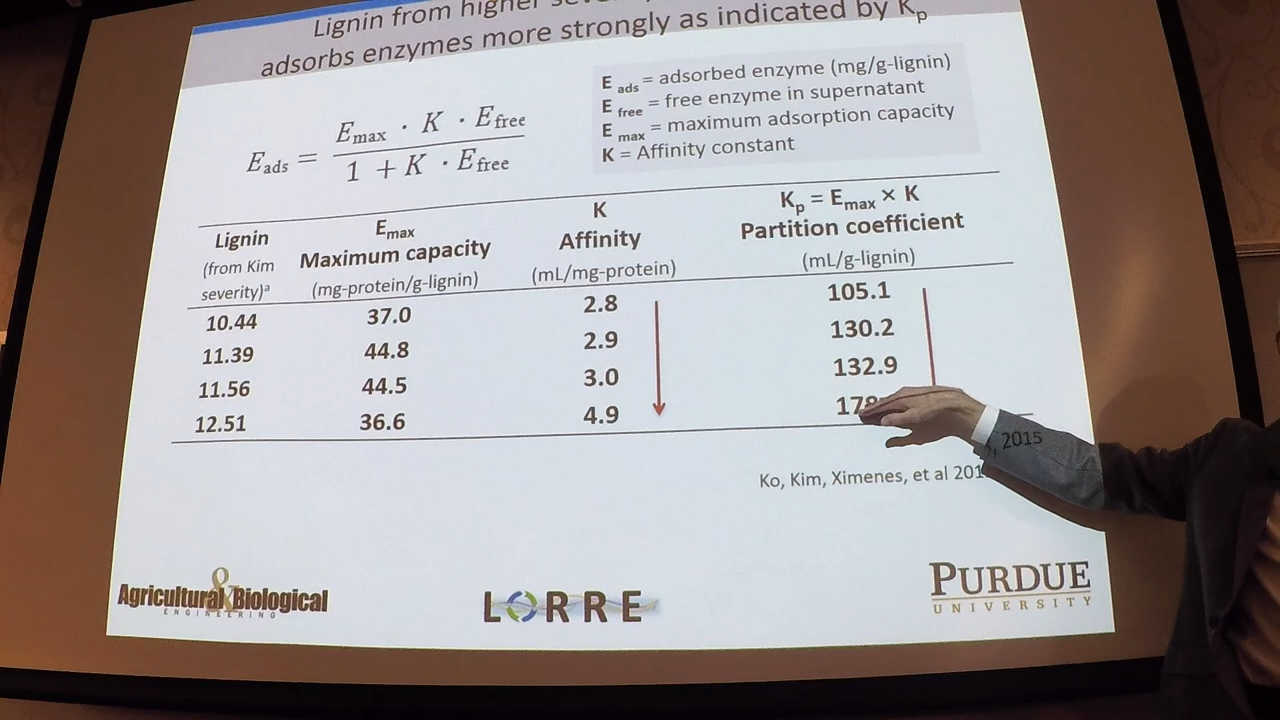 Lignin from higher
adsorbs enzymes more strongly as indicated by Kp
E ads = adsorbed enzyme (mg/g-lignin)
E free = free enzyme in supernatant
E max = maximum adsorption capacity
K = Affinity constant
Eads = Emax · K · Efree / 1 + K · Efree
Lignin (from Kim severity)a
Emax Maximum capacity (mg-protein/g-lignin)
K Affinity (mL/mg-protein)
Kp = Emax × K Partition coefficient (mL/g-lignin)
10.44 37.0 2.8 105.1
11.39 44.8 2.9 130.2
11.56 44.5 3.0 132.9
12.51 36.6 4.9
, 2015
Ko, Kim, Ximenes, et al
Agricultural & Biological
ENGINEERING
LORRE
PURDUE
UNIVERSITY